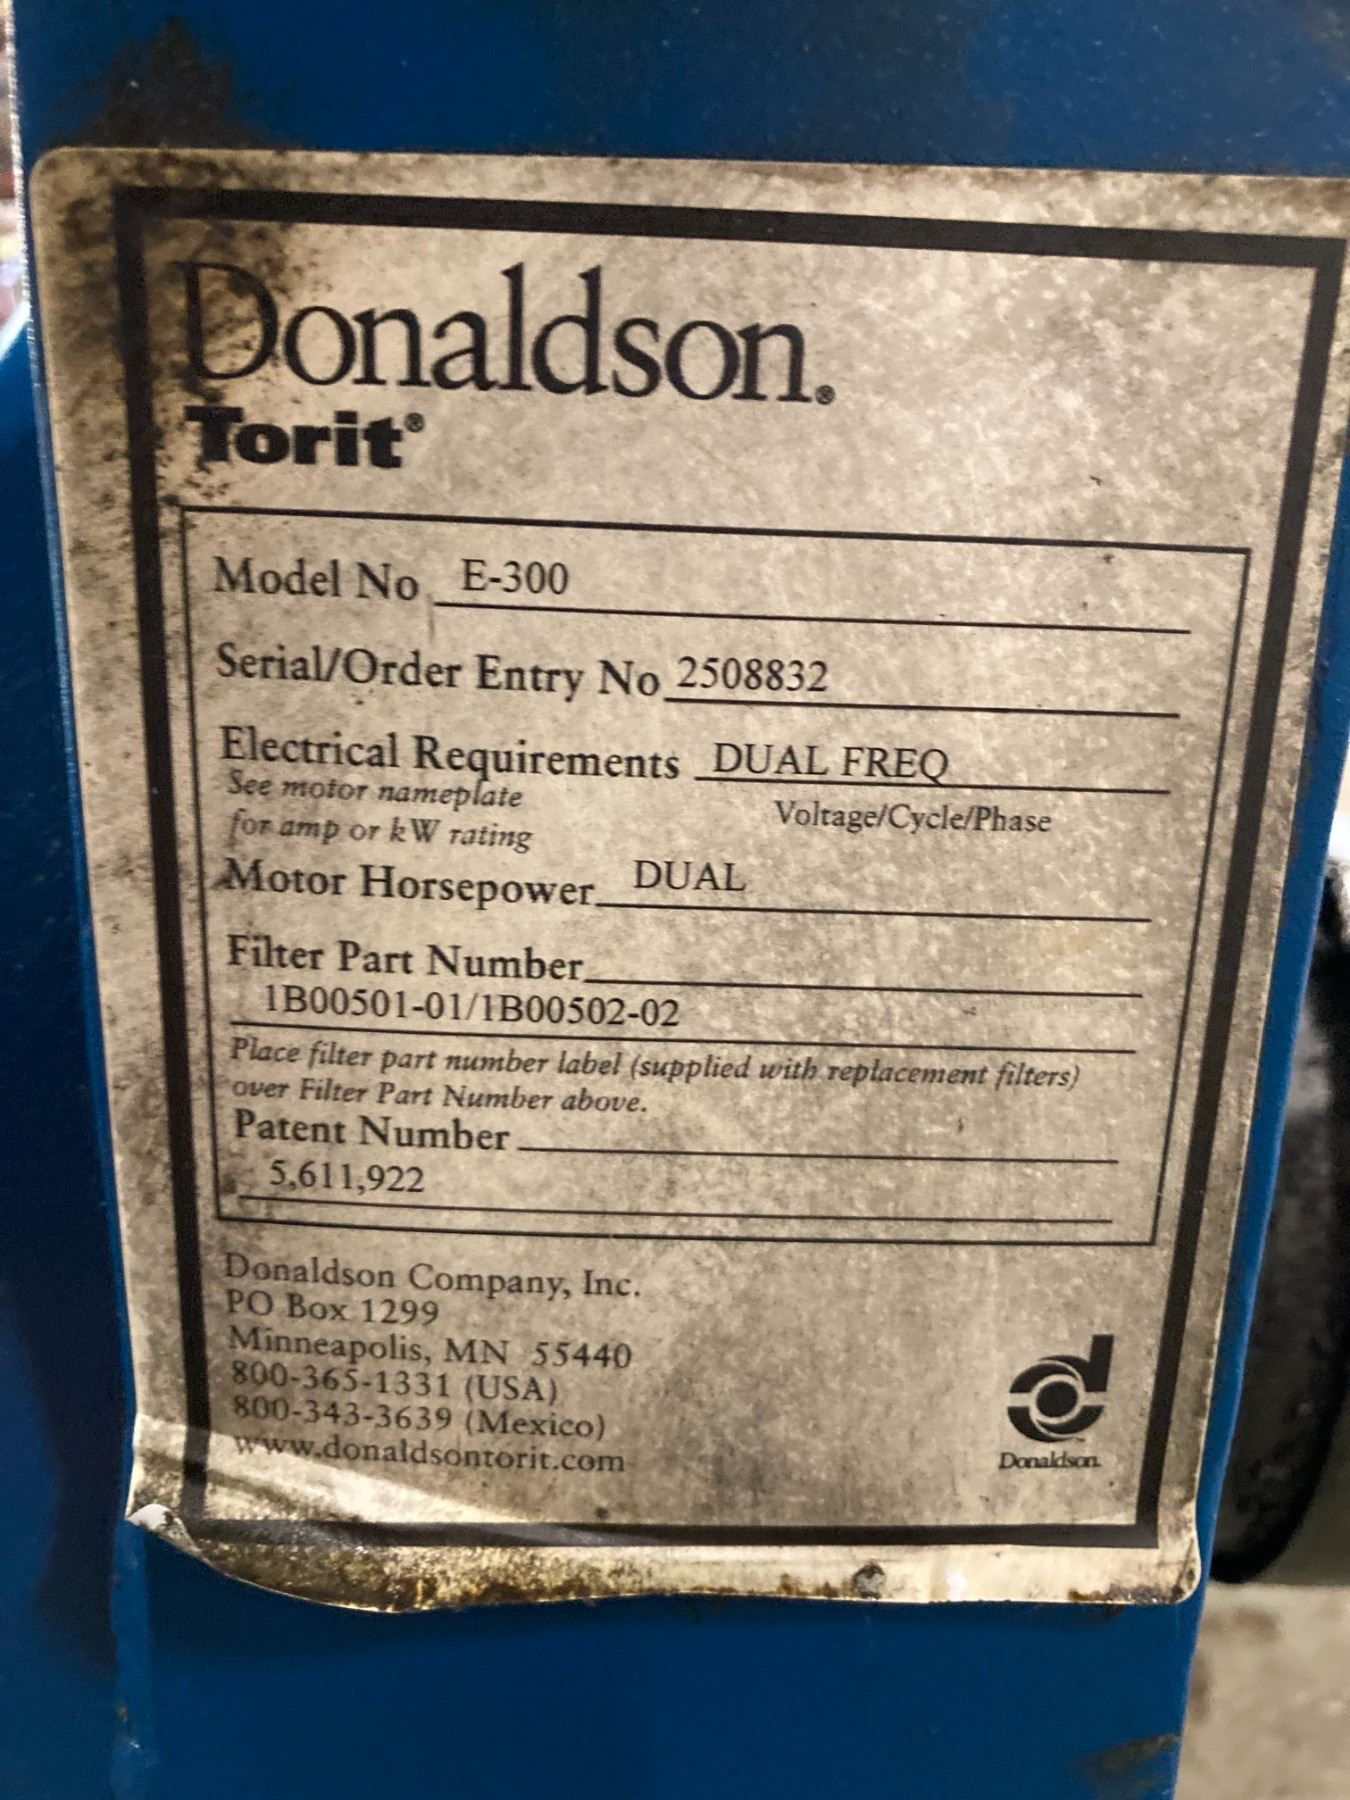 Donaldson®
Torit®
Model No E-300
Serial/Order Entry No 2508832
Electrical Requirements DUAL FREQ
See motor nameplate Voltage/Cycle/Phase
for amp or kW rating
Motor Horsepower DUAL
Filter Part Number
1B00501-01/1B00502-02
Place filter part number label (supplied with replacement filters)
over Filter Part Number above.
Patent Number
5,611,922
Donaldson Company, Inc.
PO Box 1299
Minneapolis, MN 55440
800-365-1331 (USA)
800-343-3639 (Mexico)
www.donaldsontorit.com
Donaldson.